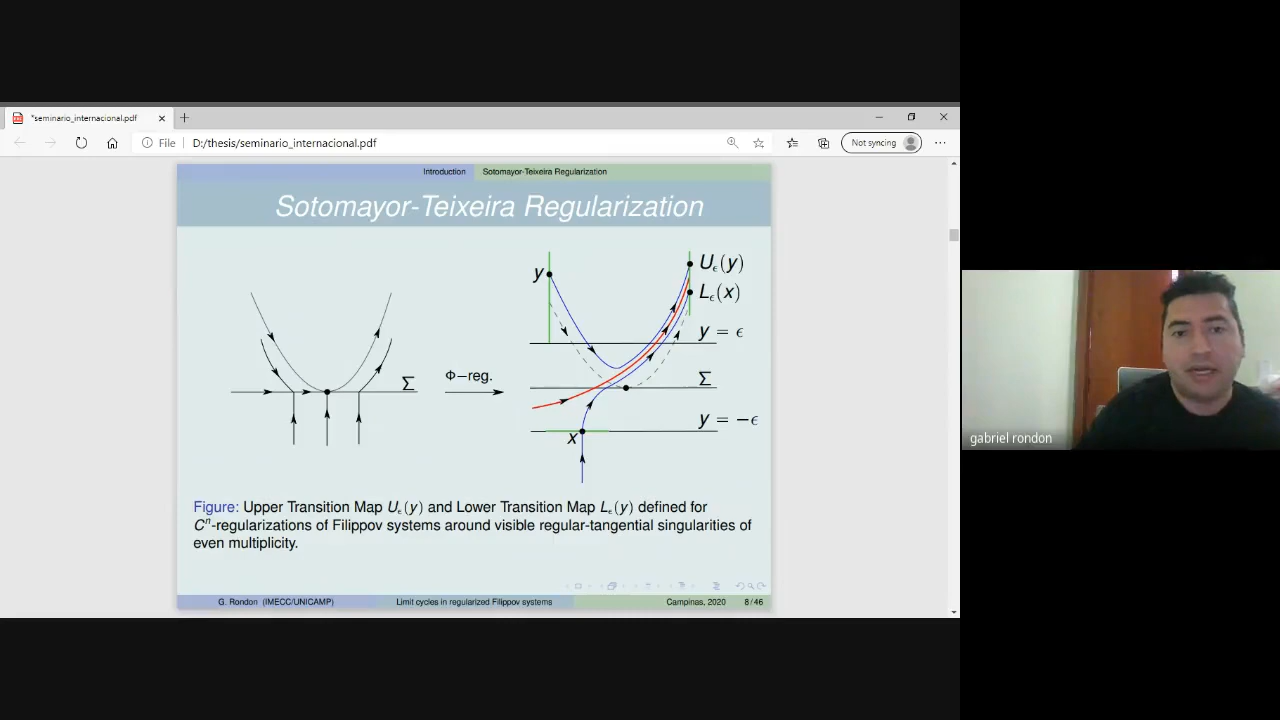 *seminario_internacional.pdf
File
D:/thesis/seminario_internacional.pdf
Not syncing
Introduction
Sotomayor-Teixeira Regularization
Sotomayor-Teixeira Regularization
y
U_ϵ(y)
L_ϵ(x)
y = ϵ
Σ
Φ−reg.
Σ
y = −ϵ
x
Figure: Upper Transition Map U_ϵ(y) and Lower Transition Map L_ϵ(y) defined for
C^n-regularizations of Filippov systems around visible regular-tangential singularities of
even multiplicity.
G. Rondon (IMECC/UNICAMP)
Limit cycles in regularized Filippov systems
Campinas, 2020
8 / 46
gabriel rondon